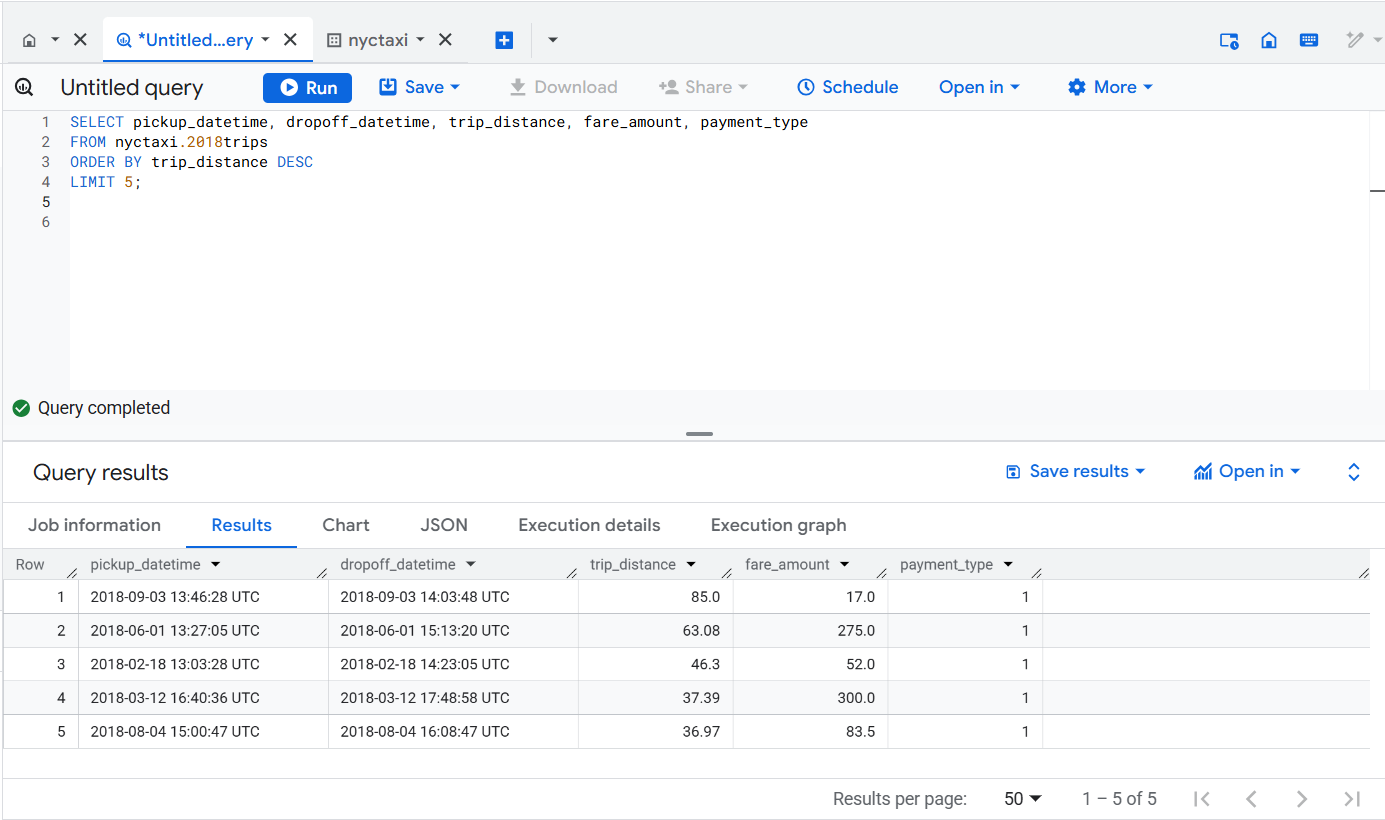 *Untitled...ery nyctaxi
Untitled query Run Save Download Share Schedule Open in More
1 SELECT pickup_datetime, dropoff_datetime, trip_distance, fare_amount, payment_type
2 FROM nyctaxi.2018trips
3 ORDER BY trip_distance DESC
4 LIMIT 5;
5
6
Query completed
Query results Save results Open in
Job information Results Chart JSON Execution details Execution graph
Row pickup_datetime dropoff_datetime trip_distance fare_amount payment_type
1 2018-09-03 13:46:28 UTC 2018-09-03 14:03:48 UTC 85.0 17.0 1
2 2018-06-01 13:27:05 UTC 2018-06-01 15:13:20 UTC 63.08 275.0 1
3 2018-02-18 13:03:28 UTC 2018-02-18 14:23:05 UTC 46.3 52.0 1
4 2018-03-12 16:40:36 UTC 2018-03-12 17:48:58 UTC 37.39 300.0 1
5 2018-08-04 15:00:47 UTC 2018-08-04 16:08:47 UTC 36.97 83.5 1
Results per page: 50 1 – 5 of 5